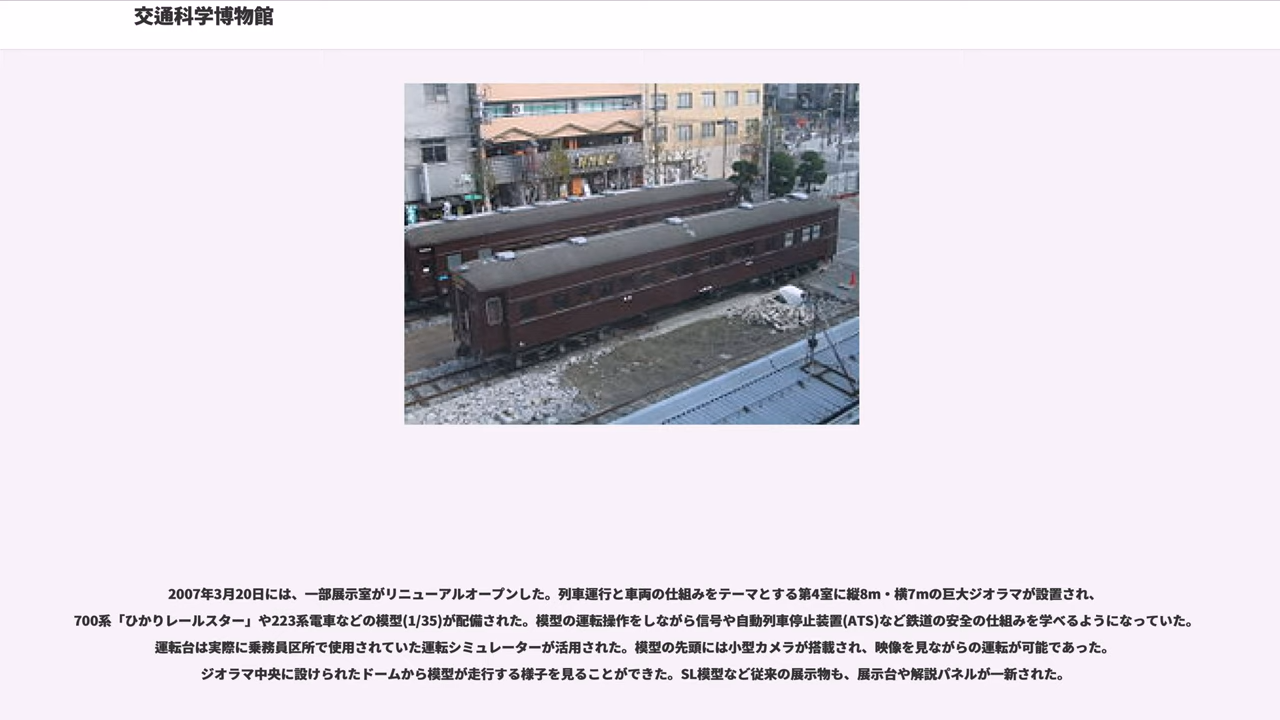 交通科学博物館
2007年3月20日には、一部展示室がリニューアルオープンした。列車運行と車両の仕組みをテーマとする第4室に縦8m・横7mの巨大ジオラマが設置され、
700系「ひかりレールスター」や223系電車などの模型(1/35)が配備された。模型の運転操作をしながら信号や自動列車停止装置(ATS)など鉄道の安全の仕組みを学べるようになっていた。
運転台は実際に乗務員区所で使用されていた運転シミュレーターが活用された。模型の先頭には小型カメラが搭載され、映像を見ながらの運転が可能であった。
ジオラマ中央に設けられたドームから模型が走行する様子を見ることができた。SL模型など従来の展示物も、展示台や解説パネルが一新された。